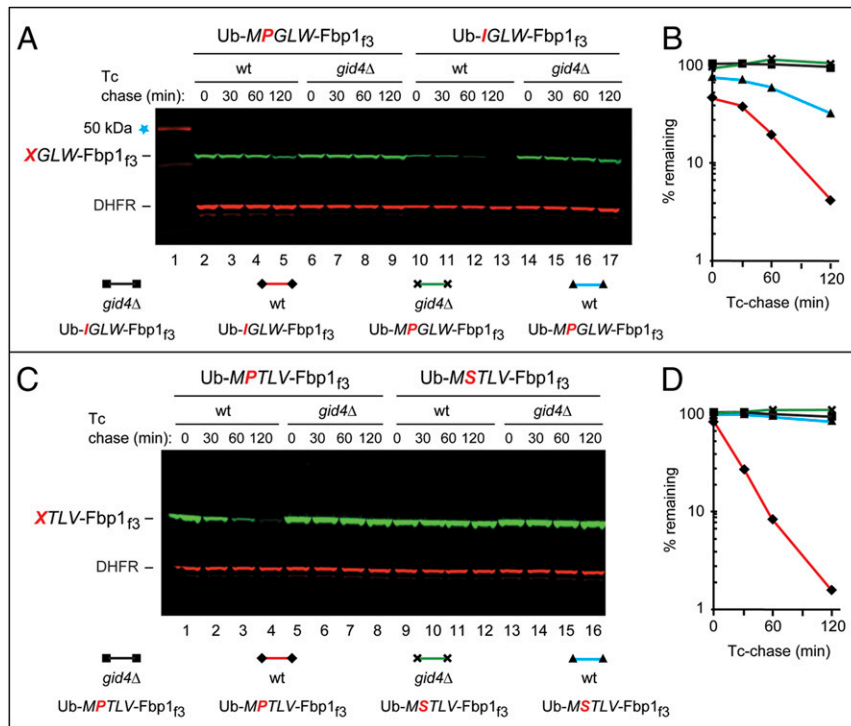 A
Ub-MPGLW-Fbp1f3 Ub-IGLW-Fbp1f3
wt gid4Δ wt gid4Δ
Tc
chase (min): 0 30 60 120 0 30 60 120 0 30 60 120 0 30 60 120
50 kDa
XGLW-Fbp1f3
DHFR
1 2 3 4 5 6 7 8 9 10 11 12 13 14 15 16 17
gid4Δ wt gid4Δ wt
Ub-IGLW-Fbp1f3 Ub-IGLW-Fbp1f3 Ub-MPGLW-Fbp1f3 Ub-MPGLW-Fbp1f3
B
% remaining
100
10
1
0 60 120
Tc-chase (min)
C
Ub-MPTLV-Fbp1f3 Ub-MSTLV-Fbp1f3
wt gid4Δ wt gid4Δ
Tc
chase (min): 0 30 60 120 0 30 60 120 0 30 60 120 0 30 60 120
XTLV-Fbp1f3
DHFR
1 2 3 4 5 6 7 8 9 10 11 12 13 14 15 16
gid4Δ wt gid4Δ wt
Ub-MPTLV-Fbp1f3 Ub-MPTLV-Fbp1f3 Ub-MSTLV-Fbp1f3 Ub-MSTLV-Fbp1f3
D
% remaining
100
10
1
0 60 120
Tc-chase (min)